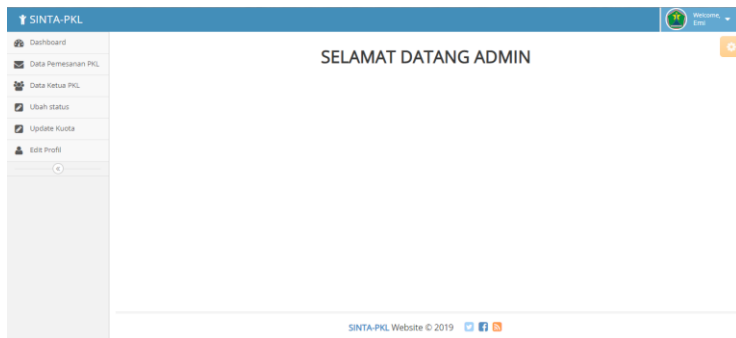 SINTA-PKL
Welcome,
Emi
Dashboard
Data Pemesanan PKL
Data Ketua PKL
Ubah status
Update Kuota
Edit Profil
SELAMAT DATANG ADMIN
SINTA-PKL Website © 2019